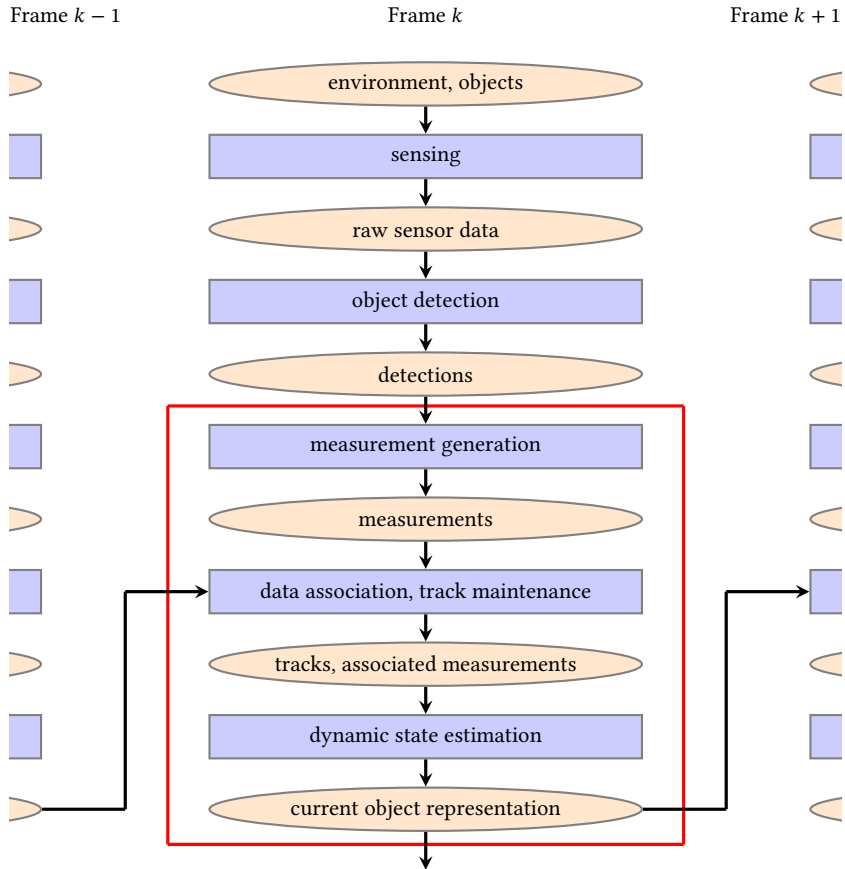 Frame k − 1
Frame k
Frame k + 1
environment, objects
sensing
raw sensor data
object detection
detections
measurement generation
measurements
data association, track maintenance
tracks, associated measurements
dynamic state estimation
current object representation